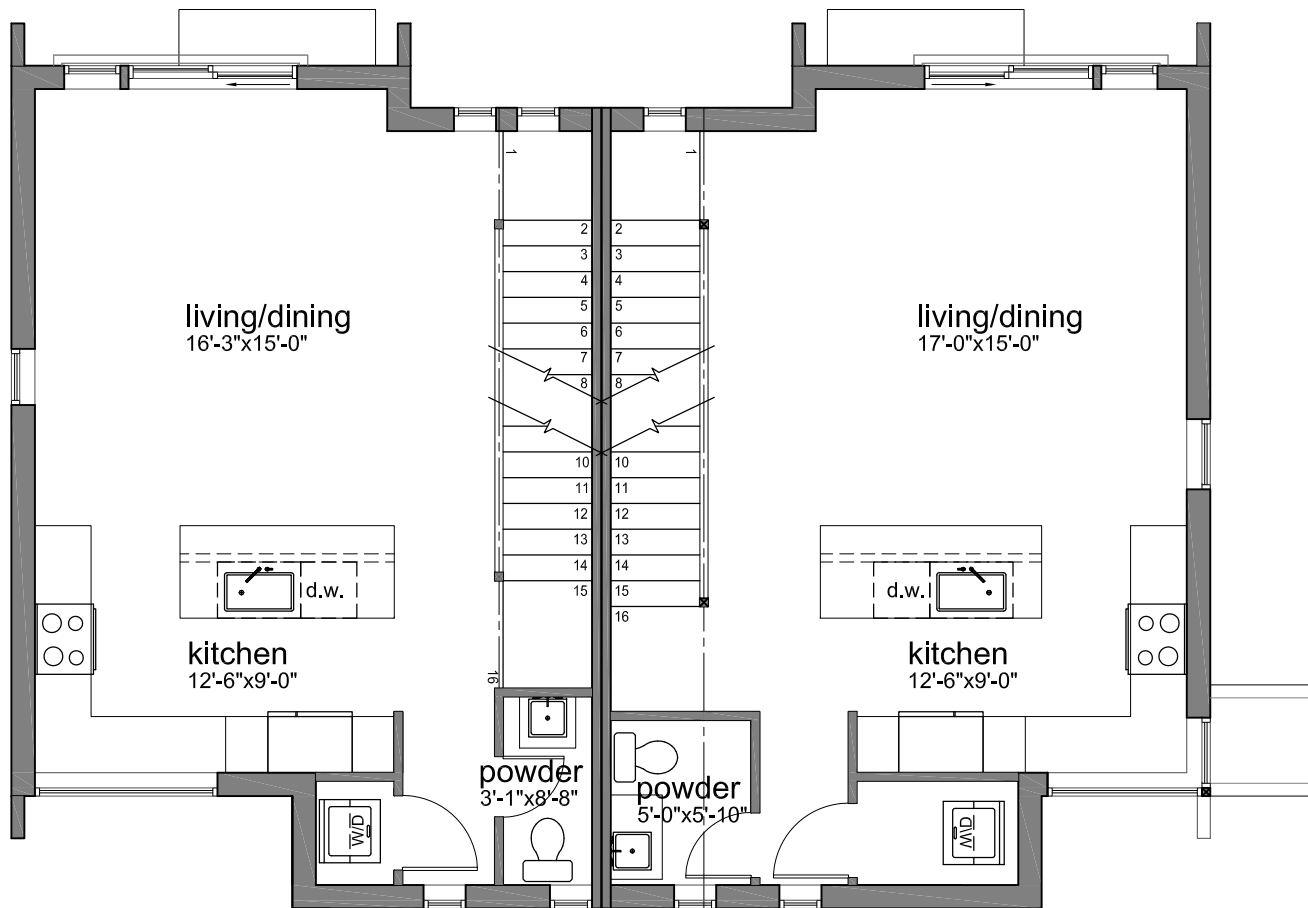 1
1
2
2
3
3
4
4
5
5
6
6
7
7
8
8
living/dining
16'-3"x15'-0"
living/dining
17'-0"x15'-0"
10
10
11
11
12
12
13
13
14
14
15
15
16
16
d.w.
d.w.
kitchen
12'-6"x9'-0"
kitchen
12'-6"x9'-0"
powder
3'-1"x8'-8"
powder
5'-0"x5'-10"
W/D
W/D